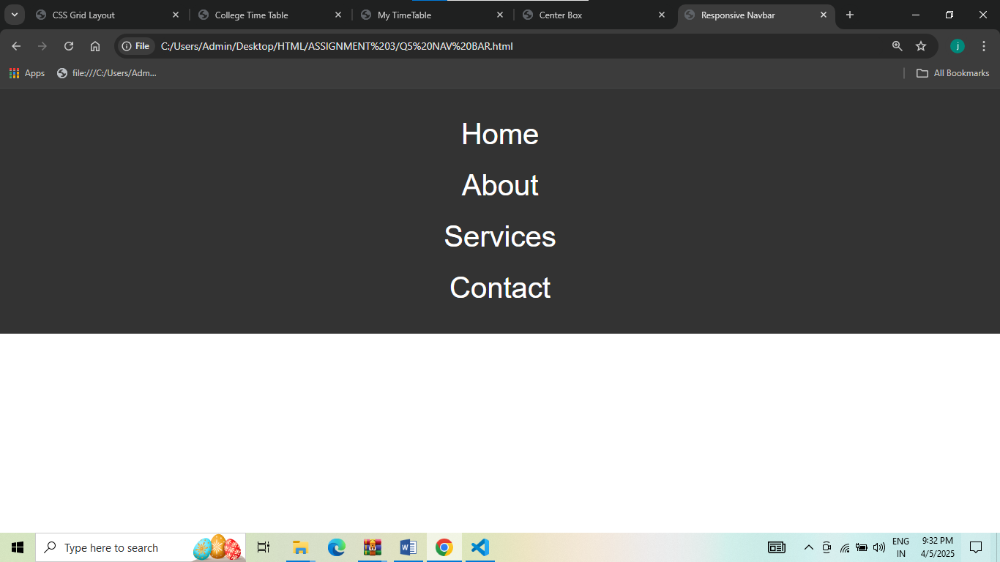 CSS Grid Layout
College Time Table
My TimeTable
Center Box
Responsive Navbar
File
C:/Users/Admin/Desktop/HTML/ASSIGNMENT%203/Q5%20NAV%20BAR.html
j
Apps
file:///C:/Users/Adm...
All Bookmarks
Home
About
Services
Contact
Type here to search
ENG
IN
9:32 PM
4/5/2025